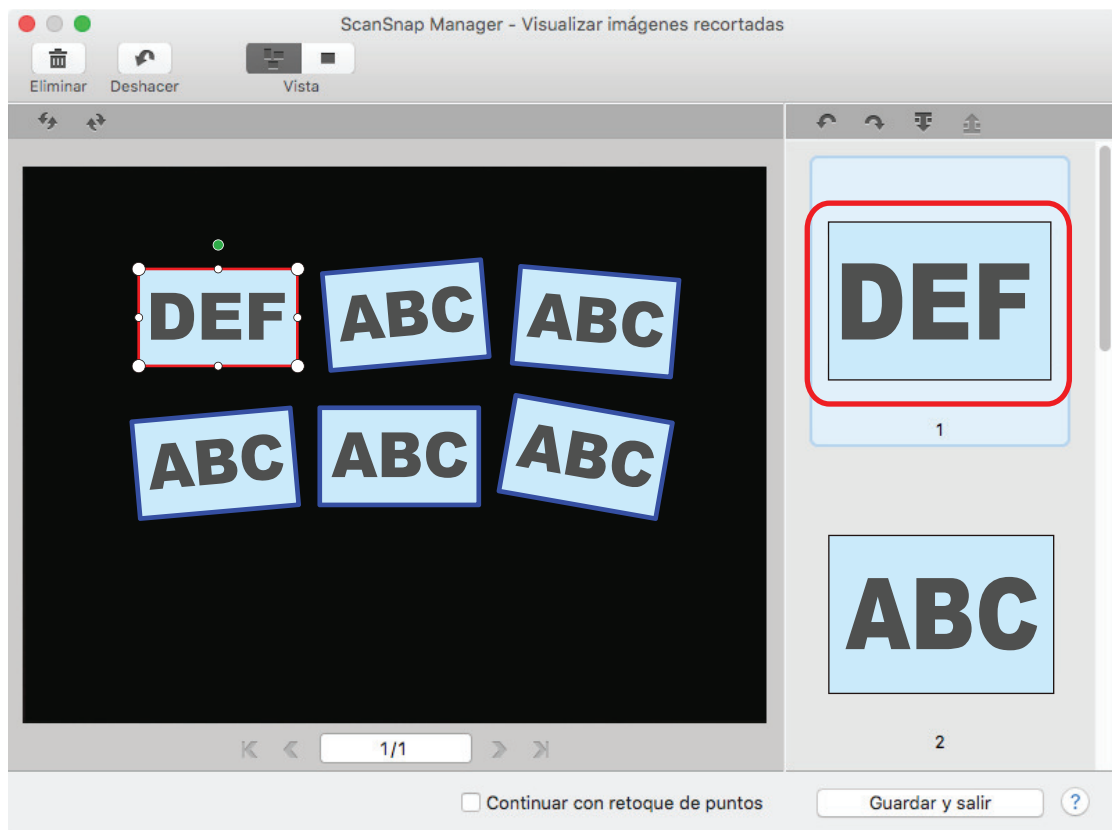 ScanSnap Manager - Visualizar imágenes recortadas
Eliminar Deshacer Vista
DEF ABC ABC
ABC ABC ABC
1/1
DEF
1
ABC
2
Continuar con retoque de puntos Guardar y salir ?